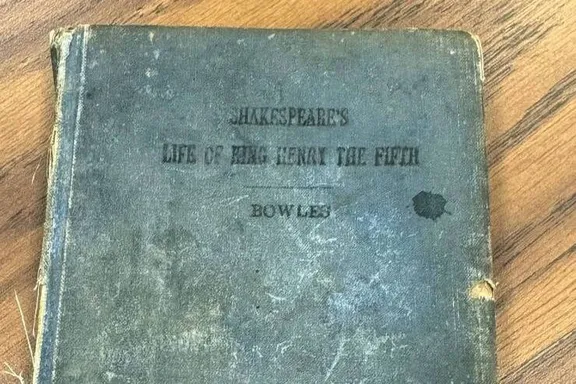 SHAKESPEARE'S
LIFE OF KING HENRY THE FIFTH
BOWLES